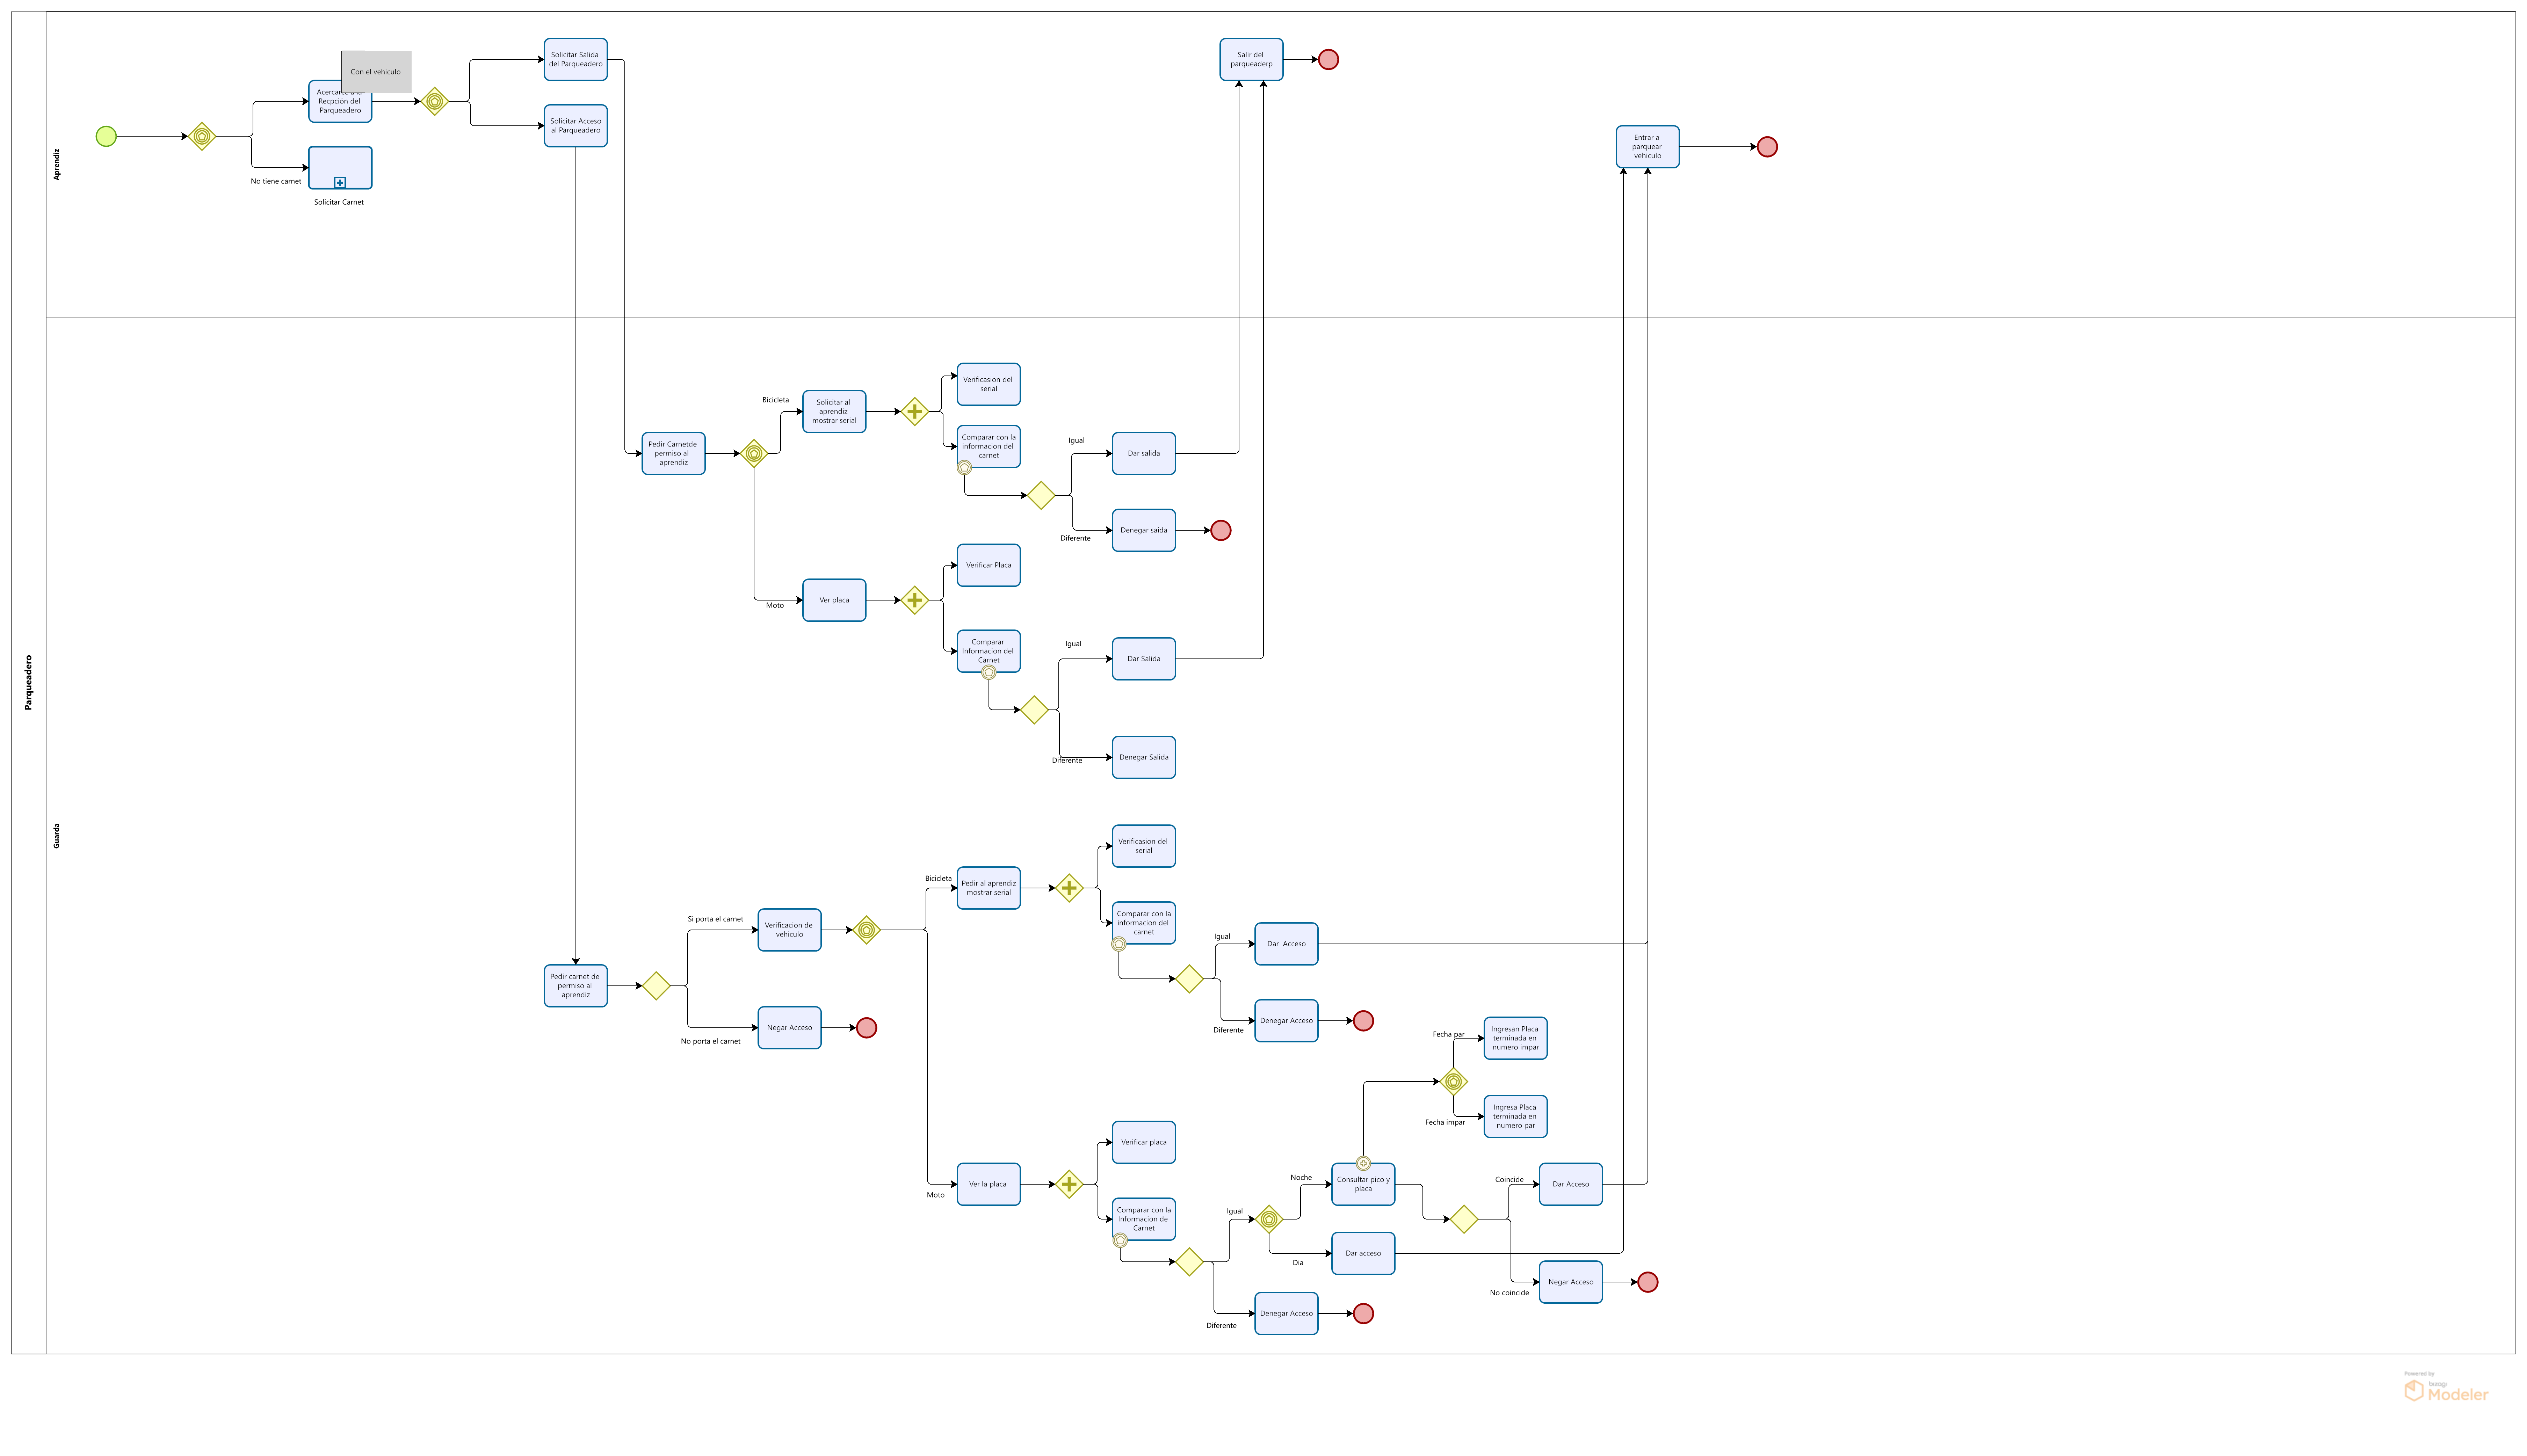 Parqueadero
Aprendiz
Con el vehiculo
Recpción del
Parqueadero
No tiene carnet
Solicitar Carnet
Solicitar Salida
del Parqueadero
Solicitar Acceso
al Parqueadero
Salir del
parqueaderp
Entrar a
parquear
vehiculo
Guarda
Pedir Carnetde
permiso al
aprendiz
Bicicleta
Solicitar al
aprendiz
mostrar serial
Verificasion del
serial
Comparar con la
informacion del
carnet
Igual
Dar salida
Diferente
Denegar saida
Moto
Ver placa
Verificar Placa
Comparar
Informacion del
Carnet
Igual
Dar Salida
Diferente
Denegar Salida
Pedir carnet de
permiso al
aprendiz
Si porta el carnet
Verificacion de
vehiculo
No porta el carnet
Negar Acceso
Bicicleta
Pedir al aprendiz
mostrar serial
Verificasion del
serial
Comparar con la
informacion del
carnet
Igual
Dar Acceso
Diferente
Denegar Acceso
Moto
Ver la placa
Verificar placa
Comparar con la
Informacion de
Carnet
Igual
Diferente
Denegar Acceso
Noche
Consultar pico y
placa
Dia
Dar acceso
Fecha par
Ingresan Placa
terminada en
numero impar
Fecha impar
Ingresa Placa
terminada en
numero par
Coincide
Dar Acceso
No coincide
Negar Acceso
Powered by
bizagi
Modeler